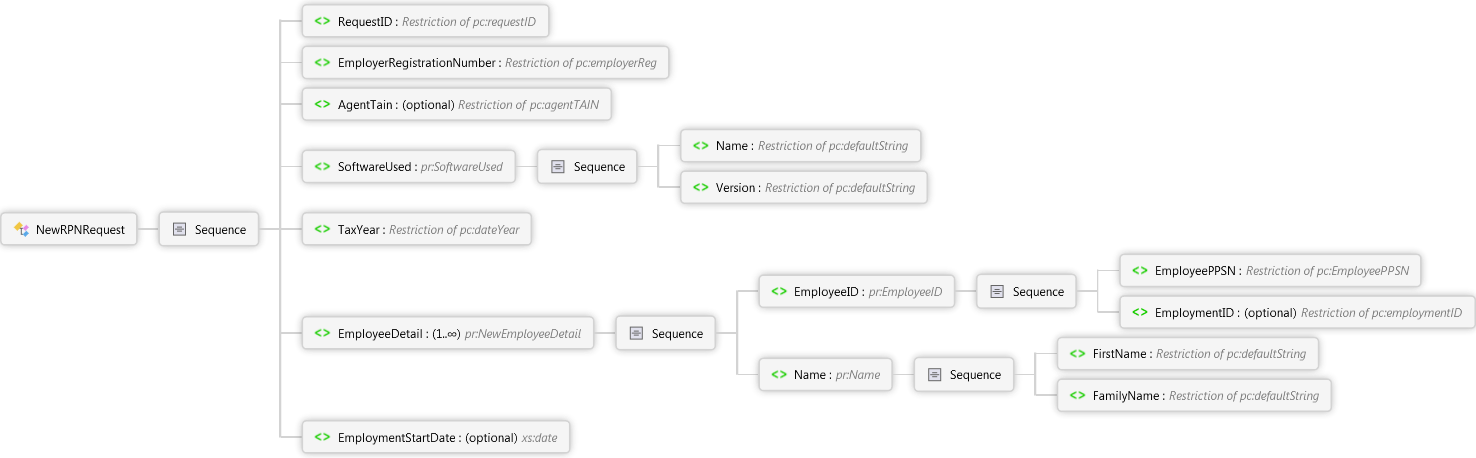 RequestID : Restriction of pc:requestID
EmployerRegistrationNumber : Restriction of pc:employerReg
AgentTain : (optional) Restriction of pc:agentTAIN
SoftwareUsed : pr:SoftwareUsed
Sequence
Name : Restriction of pc:defaultString
Version : Restriction of pc:defaultString
NewRPNRequest
Sequence
TaxYear : Restriction of pc:dateYear
EmployeeDetail : (1..∞) pr:NewEmployeeDetail
Sequence
EmployeeID : pr:EmployeeID
Sequence
EmployeePPSN : Restriction of pc:EmployeePPSN
EmploymentID : (optional) Restriction of pc:employmentID
Name : pr:Name
Sequence
FirstName : Restriction of pc:defaultString
FamilyName : Restriction of pc:defaultString
EmploymentStartDate : (optional) xs:date